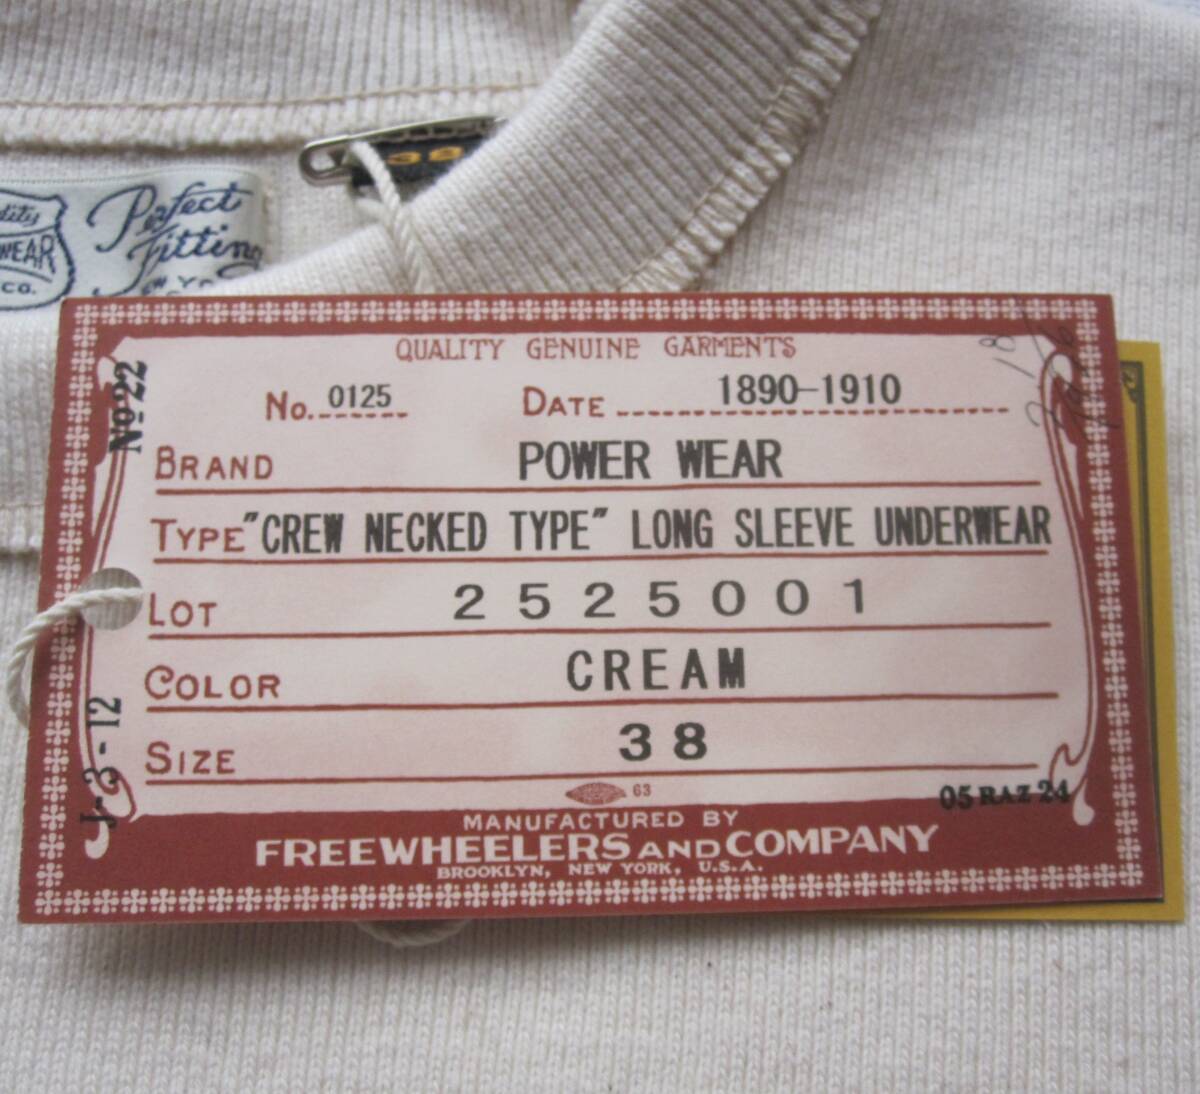 38
Perfect
WEAR
Fitting
CO.
QUALITY GENUINE GARMENTS
No. 0125 DATE 1890-1910
No 22
BRAND POWER WEAR
TYPE "CREW NECKED TYPE" LONG SLEEVE UNDERWEAR
LOT 2525001
COLOR CREAM
J-3-12
SIZE 38
63
05 RAZ 24
MANUFACTURED BY
FREEWHEELERS AND COMPANY
BROOKLYN, NEW YORK, U.S.A.